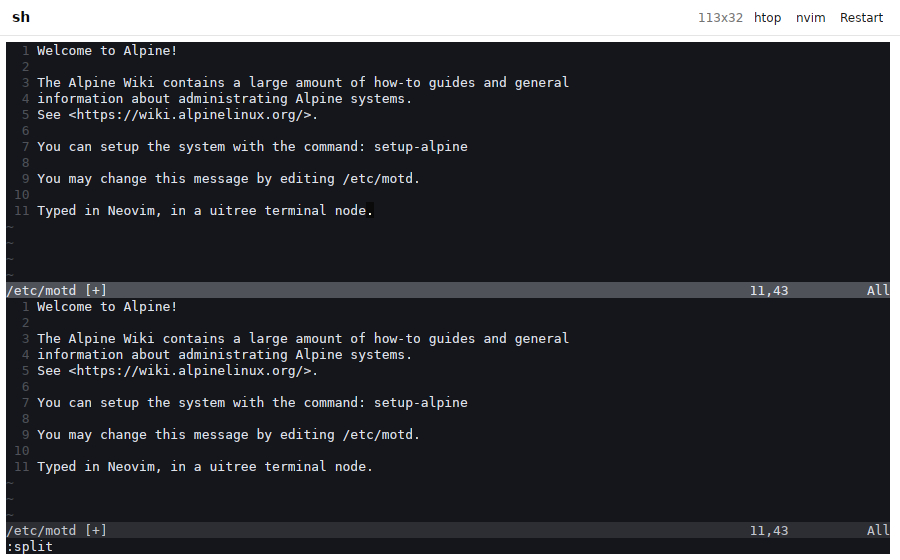 sh 113x32 htop nvim Restart
1 Welcome to Alpine!
2
3 The Alpine Wiki contains a large amount of how-to guides and general
4 information about administrating Alpine systems.
5 See <https://wiki.alpinelinux.org/>.
6
7 You can setup the system with the command: setup-alpine
8
9 You may change this message by editing /etc/motd.
10
11 Typed in Neovim, in a uitree terminal node.
~
~
~
~
/etc/motd [+] 11,43 All
1 Welcome to Alpine!
2
3 The Alpine Wiki contains a large amount of how-to guides and general
4 information about administrating Alpine systems.
5 See <https://wiki.alpinelinux.org/>.
6
7 You can setup the system with the command: setup-alpine
8
9 You may change this message by editing /etc/motd.
10
11 Typed in Neovim, in a uitree terminal node.
~
~
~
/etc/motd [+] 11,43 All
:split